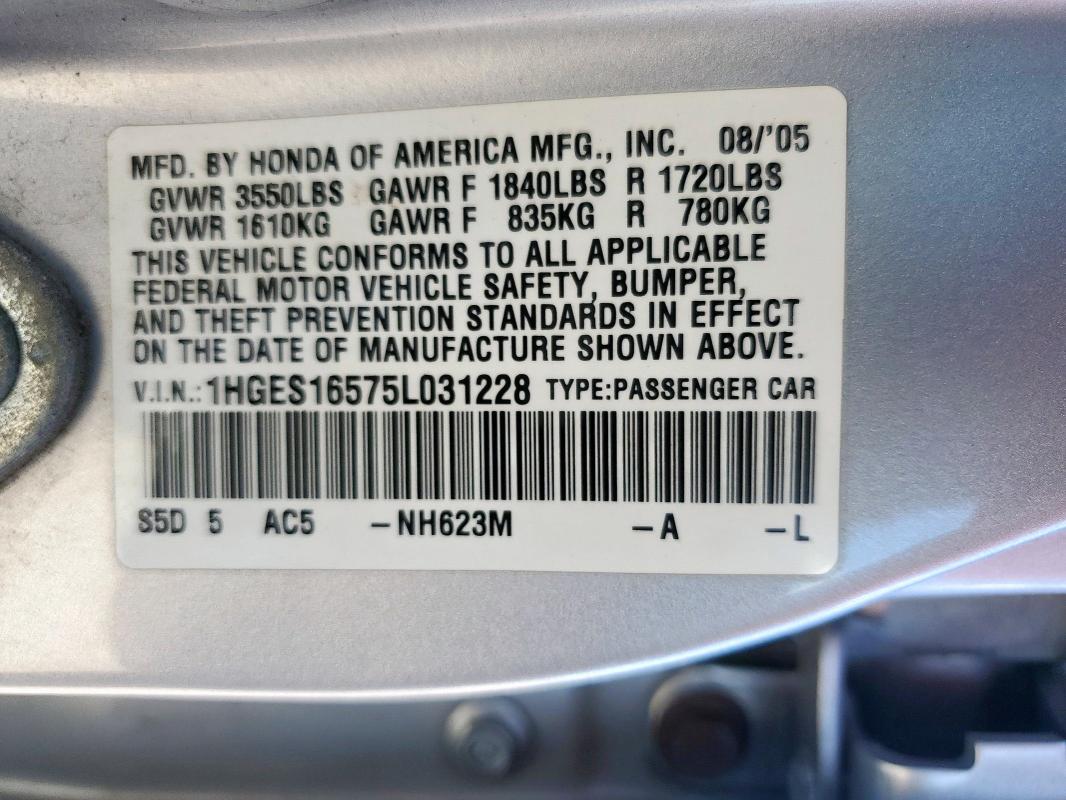 MFD. BY HONDA OF AMERICA MFG., INC. 08/'05
GVWR 3550LBS GAWR F 1840LBS R 1720LBS
GVWR 1610KG GAWR F 835KG R 780KG
THIS VEHICLE CONFORMS TO ALL APPLICABLE
FEDERAL MOTOR VEHICLE SAFETY, BUMPER,
AND THEFT PREVENTION STANDARDS IN EFFECT
ON THE DATE OF MANUFACTURE SHOWN ABOVE.
V.I.N.: 1HGES16575L031228 TYPE:PASSENGER CAR
S5D 5 AC5 -NH623M -A -L